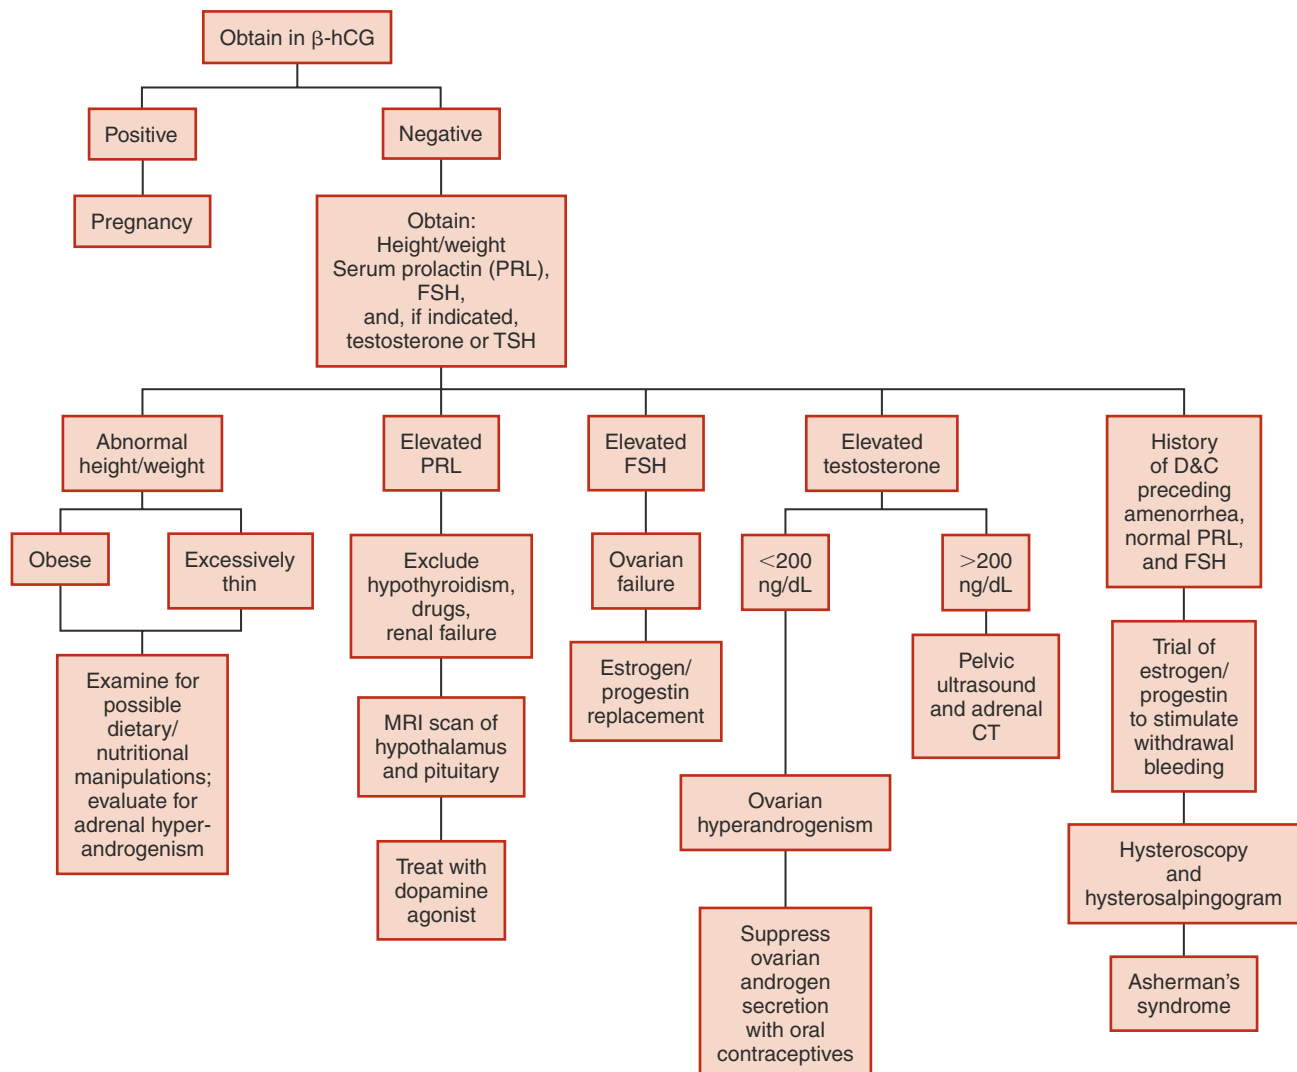 Obtain in β-hCG
Positive
Negative
Pregnancy
Obtain:
Height/weight
Serum prolactin (PRL),
FSH,
and, if indicated,
testosterone or TSH
Abnormal
height/weight
Elevated
PRL
Elevated
FSH
Elevated
testosterone
History
of D&C
preceding
amenorrhea,
normal PRL,
and FSH
Obese
Excessively
thin
Exclude
hypothyroidism,
drugs,
renal failure
Ovarian
failure
<200
ng/dL
>200
ng/dL
Examine for
possible
dietary/
nutritional
manipulations;
evaluate for
adrenal hyper-
androgenism
MRI scan of
hypothalamus
and pituitary
Estrogen/
progestin
replacement
Pelvic
ultrasound
and adrenal
CT
Trial of
estrogen/
progestin
to stimulate
withdrawal
bleeding
Treat with
dopamine
agonist
Ovarian
hyperandrogenism
Hysteroscopy
and
hysterosalpingogram
Suppress
ovarian
androgen
secretion
with oral
contraceptives
Asherman's
syndrome